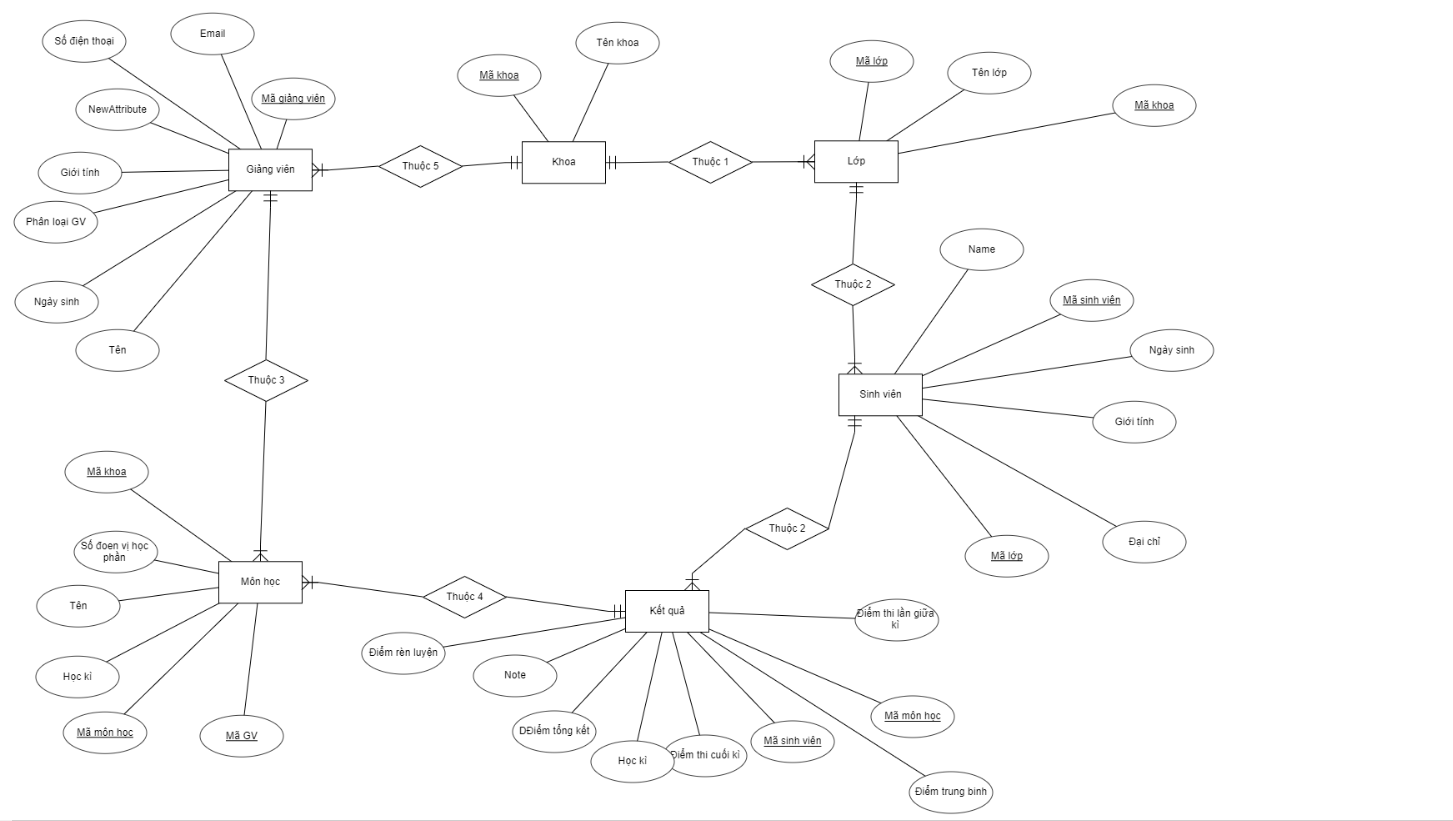 Email
Số điện thoại
Tên khoa
Mã lớp
Tên lớp
Mã khoa
Mã giảng viên
Mã khoa
NewAttribute
Giảng viên
Thuộc 5
Khoa
Thuộc 1
Lớp
Giới tính
Phân loại GV
Name
Thuộc 2
Ngày sinh
Mã sinh viên
Tên
Ngày sinh
Thuộc 3
Sinh viên
Giới tính
Mã khoa
Thuộc 2
Số đoen vị học
phần
Đại chỉ
Mã lớp
Môn học
Tên
Thuộc 4
Kết quả
Điểm thi lần giữa
kì
Điểm rèn luyện
Học kì
Note
Mã môn học
Mã môn học
Mã GV
DĐiểm tổng kết
Mã sinh viên
Điểm thi cuối kì
Học kì
Điểm trung bình